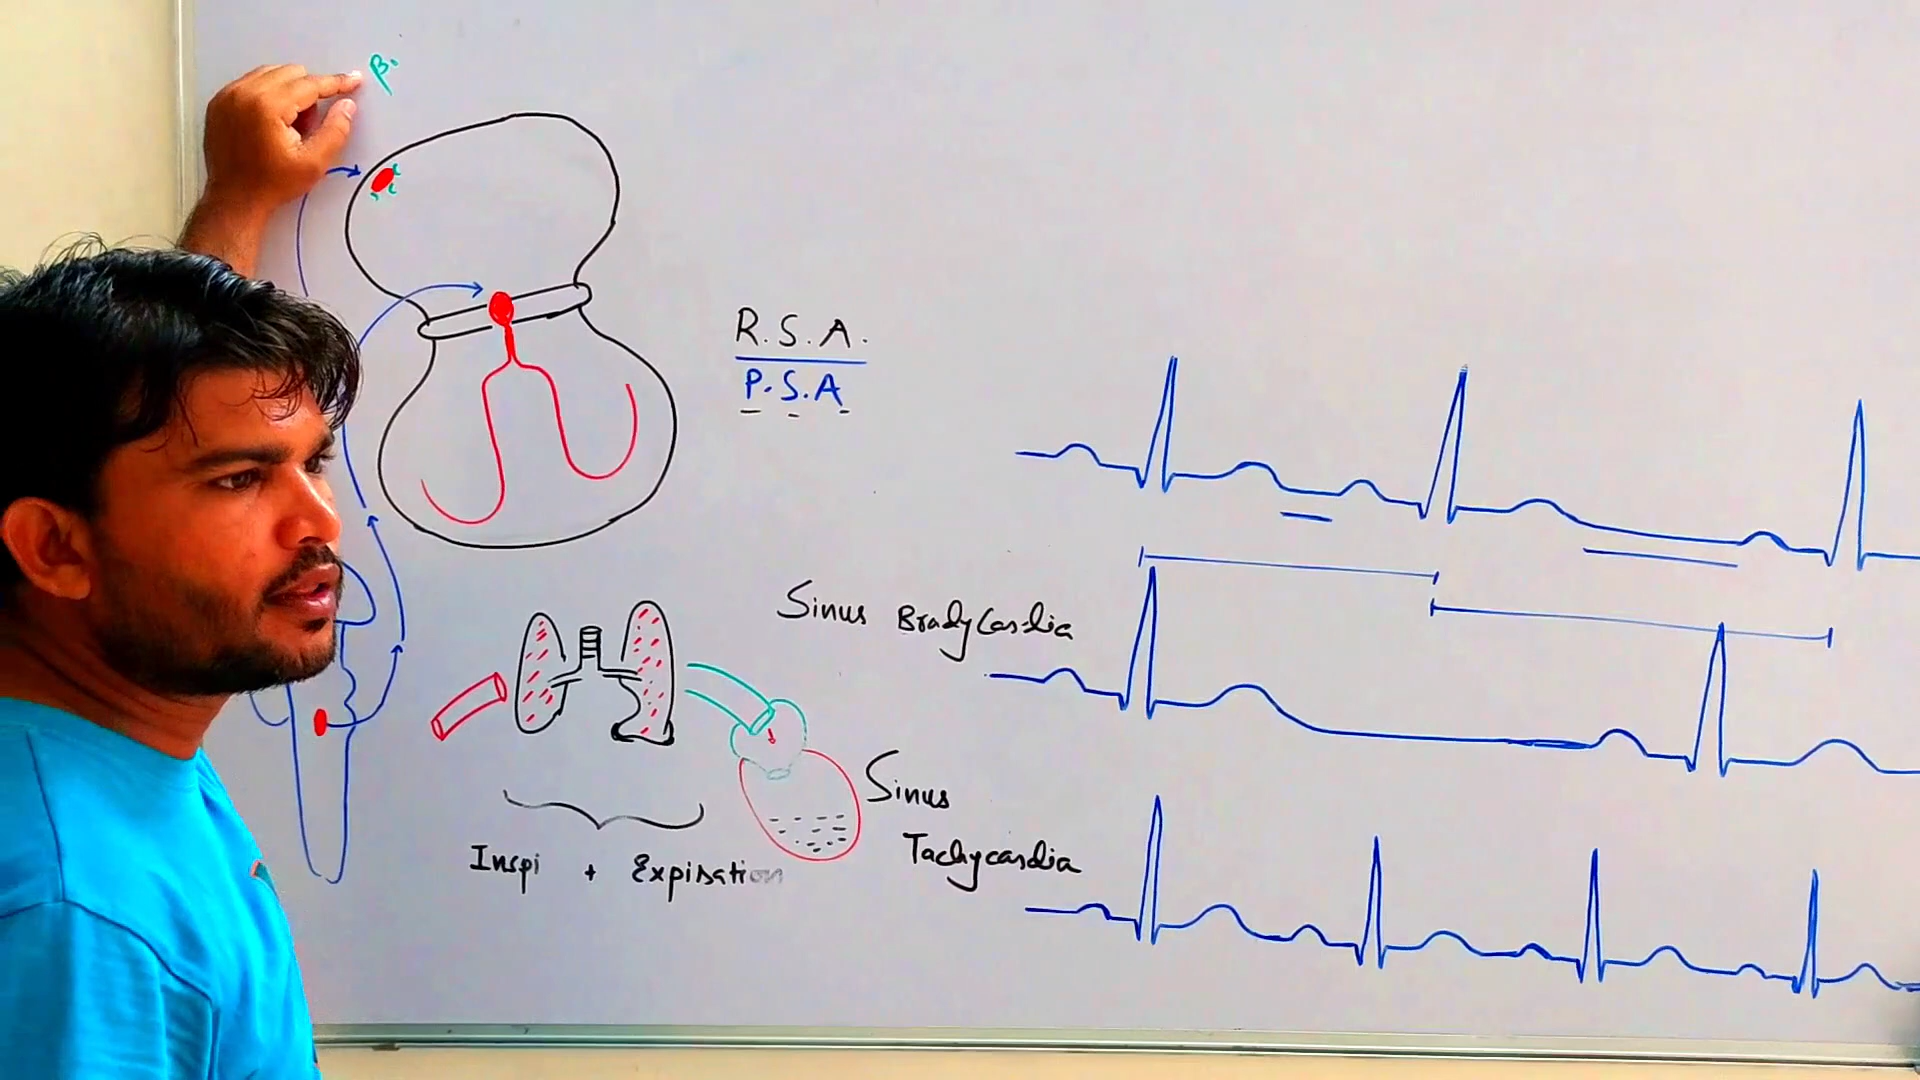 β.
R.S.A.
P.S.A
Sinus BradyCardia
Sinus
Tachycardia
Inspi + Expiration